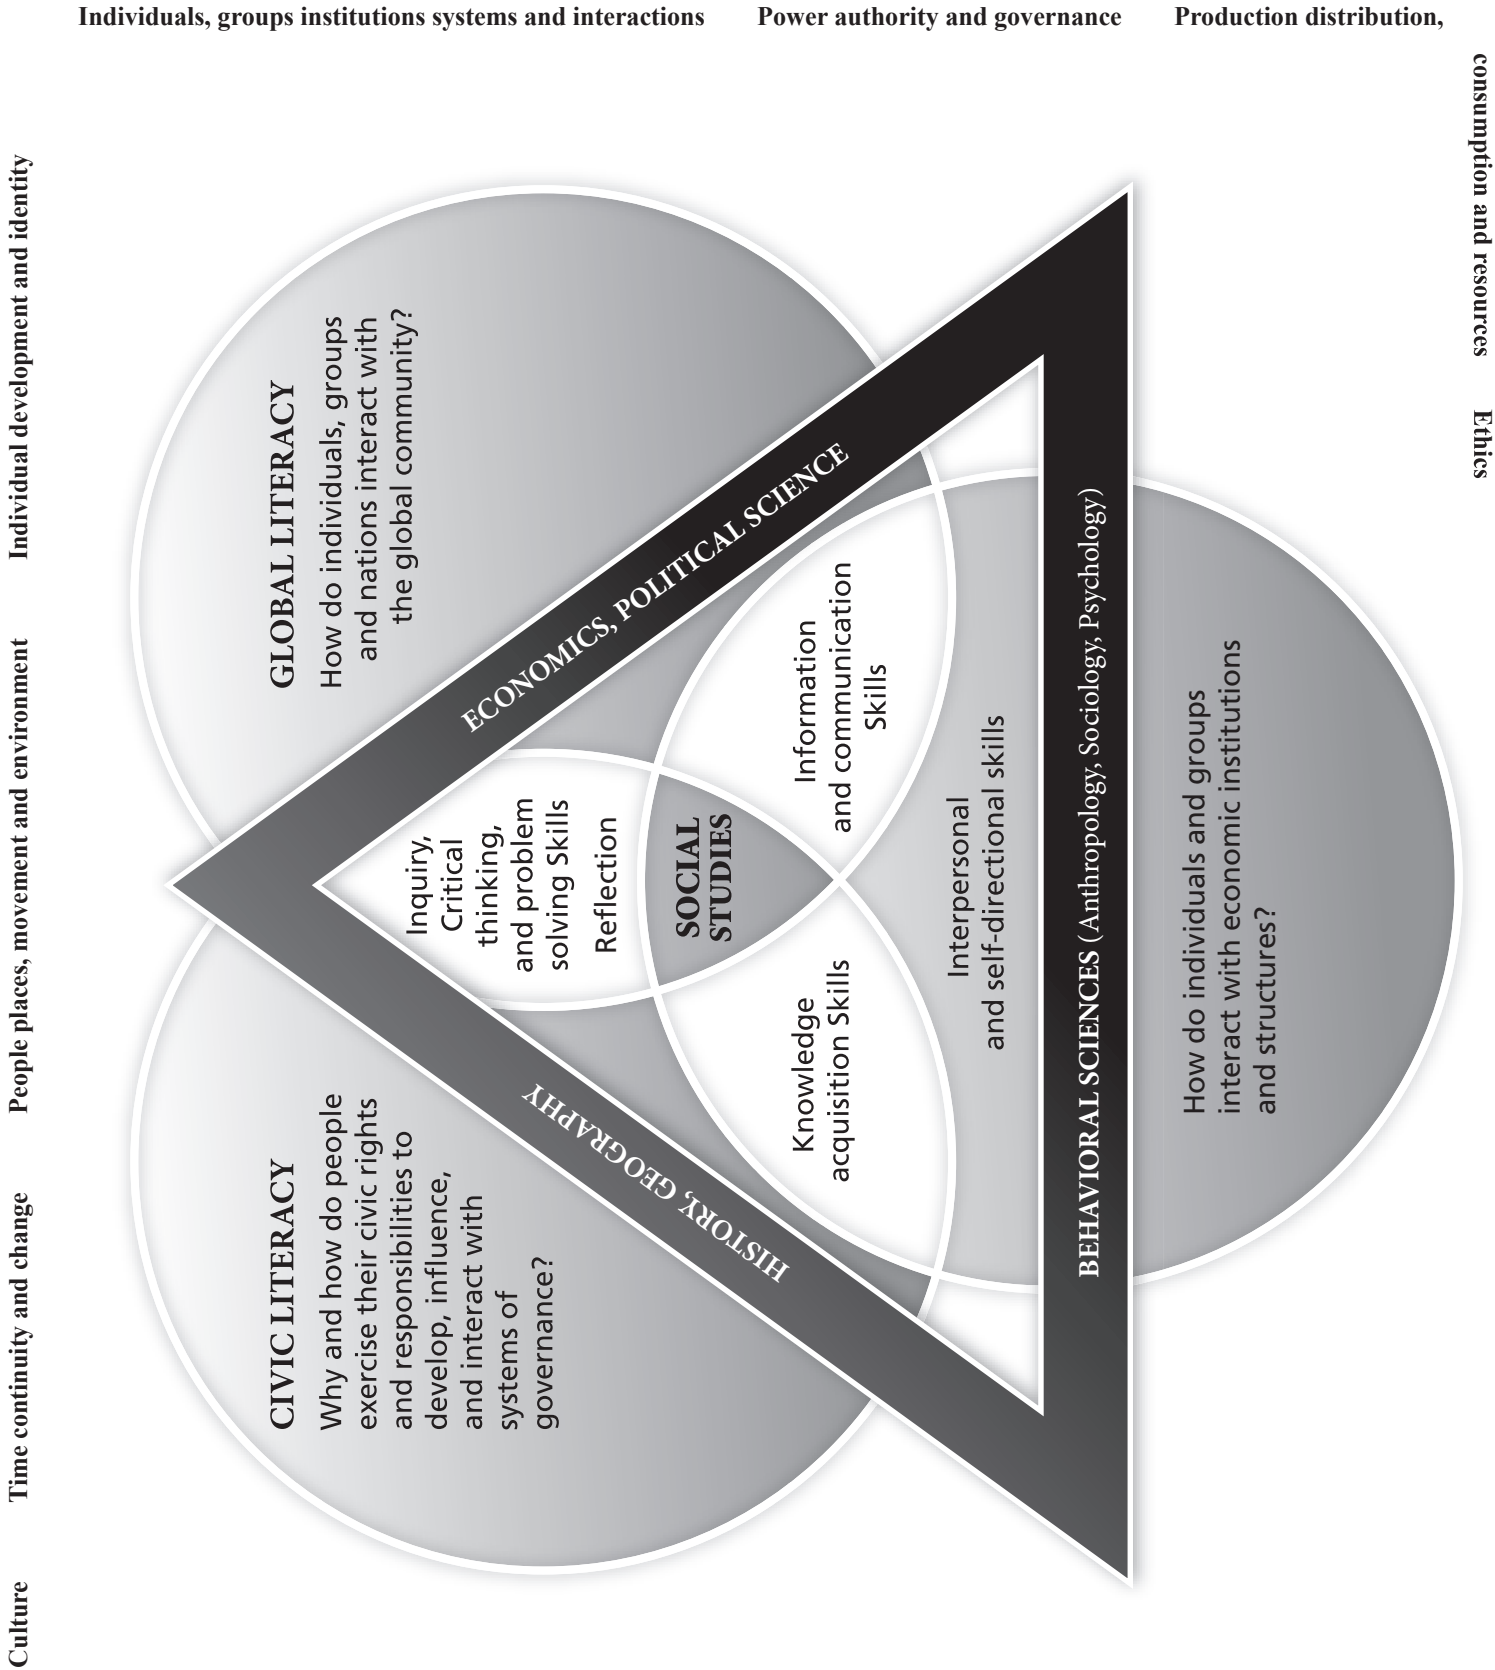 Culture
Time continuity and change
People places, movement and environment
Individual development and identity
Individuals, groups institutions systems and interactions
Power authority and governance
Production distribution,
consumption and resources
Ethics
CIVIC LITERACY
Why and how do people
exercise their civic rights
and responsibilities to
develop, influence,
and interact with
systems of
governance?
GLOBAL LITERACY
How do individuals, groups
and nations interact with
the global community?
HISTORY, GEOGRAPHY
ECONOMICS, POLITICAL SCIENCE
Inquiry,
Critical
thinking,
and problem
solving Skills
Reflection
SOCIAL
STUDIES
Knowledge
acquisition Skills
Information
and communication
Skills
Interpersonal
and self-directional skills
BEHAVIORAL SCIENCES (Anthropology, Sociology, Psychology)
How do individuals and groups
interact with economic institutions
and structures?